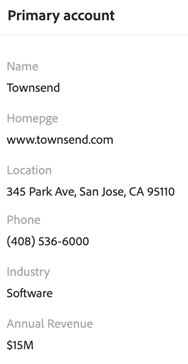 Primary account
Name
Townsend
Homepge
www.townsend.com
Location
345 Park Ave, San Jose, CA 95110
Phone
(408) 536-6000
Industry
Software
Annual Revenue
$15M